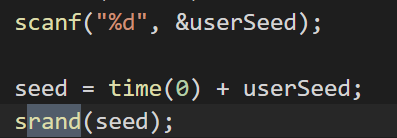 scanf("%d", &userSeed);
seed = time(0) + userSeed;
srand(seed);